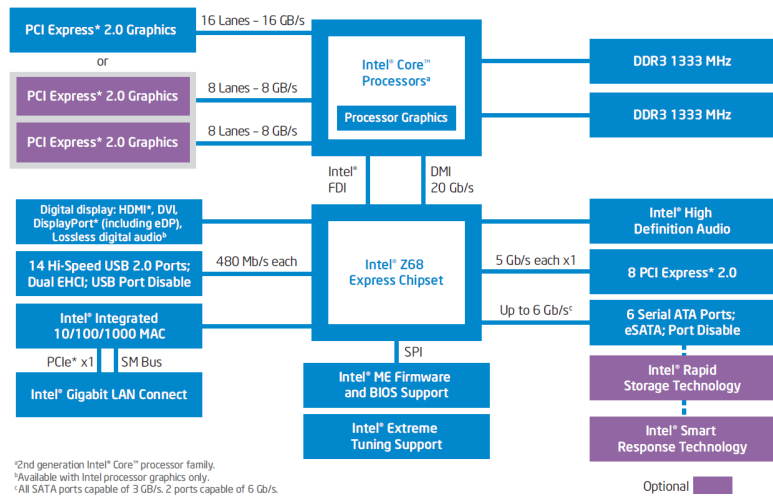 PCI Express* 2.0 Graphics
16 Lanes – 16 GB/s
or
PCI Express* 2.0 Graphics
8 Lanes – 8 GB/s
PCI Express* 2.0 Graphics
8 Lanes – 8 GB/s
Intel® Core™
Processorsᵃ
Processor Graphics
DDR3 1333 MHz
DDR3 1333 MHz
Intel®
FDI
DMI
20 Gb/s
Digital display: HDMI*, DVI,
DisplayPort* (including eDP),
Lossless digital audioᵇ
14 Hi-Speed USB 2.0 Ports;
Dual EHCI; USB Port Disable
480 Mb/s each
Intel® Integrated
10/100/1000 MAC
PCIe* x1
SM Bus
Intel® Gigabit LAN Connect
Intel® Z68
Express Chipset
SPI
Intel® ME Firmware
and BIOS Support
Intel® Extreme
Tuning Support
Intel® High
Definition Audio
5 Gb/s each x1
8 PCI Express* 2.0
Up to 6 Gb/sᶜ
6 Serial ATA Ports;
eSATA; Port Disable
Intel® Rapid
Storage Technology
Intel® Smart
Response Technology
ᵃ2nd generation Intel® Core™ processor family.
ᵇAvailable with Intel processor graphics only.
ᶜAll SATA ports capable of 3 GB/s. 2 ports capable of 6 Gb/s.
Optional